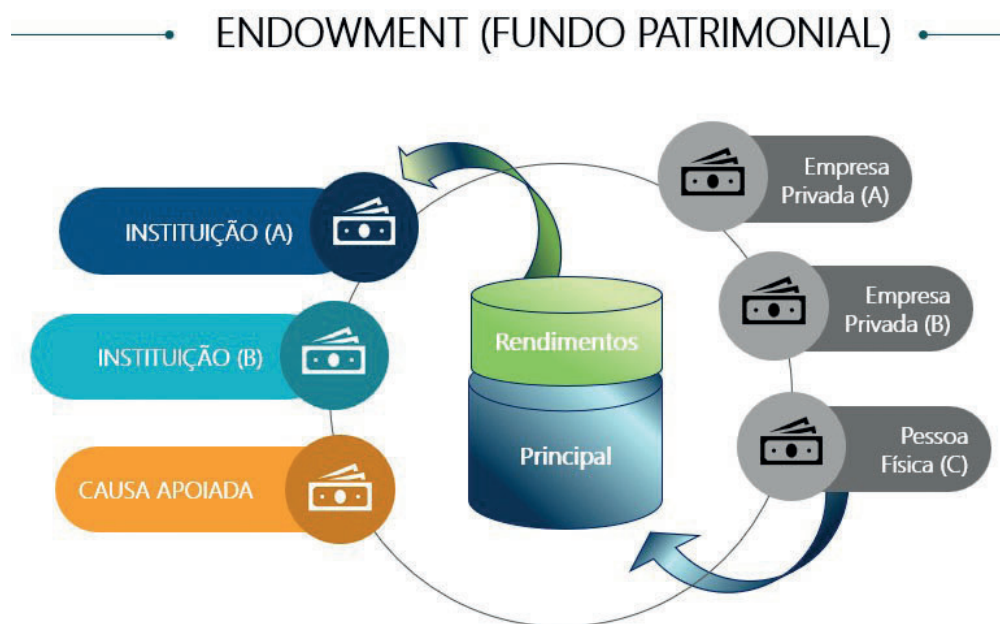 ENDOWMENT (FUNDO PATRIMONIAL)
INSTITUIÇÃO (A)
INSTITUIÇÃO (B)
CAUSA APOIADA
Rendimentos
Principal
Empresa
Privada (A)
Empresa
Privada (B)
Pessoa
Física (C)